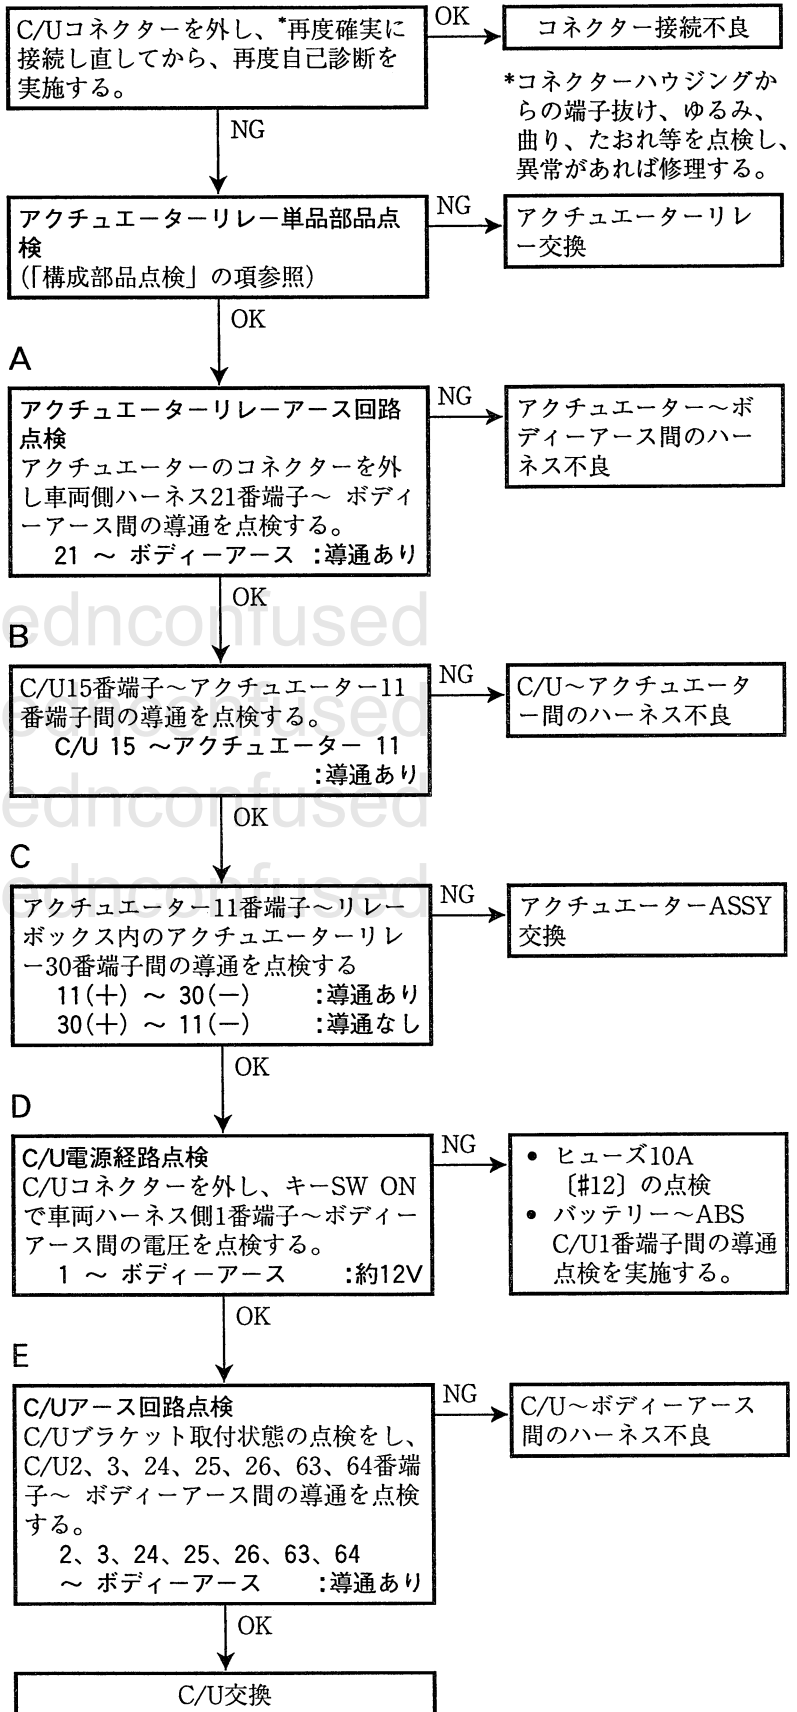 C/Uコネクターを外し、*再度確実に
接続し直してから、再度自己診断を
実施する。
OK
コネクター接続不良
*コネクターハウジングか
らの端子抜け、ゆるみ、
曲り、たおれ等を点検し、
異常があれば修理する。
NG
アクチュエーターリレー単品部品点
検
(「構成部品点検」の項参照)
NG
アクチュエーターリレ
ー交換
OK
A
アクチュエーターリレーアース回路
点検
アクチュエーターのコネクターを外
し車両側ハーネス21番端子～ ボディ
ーアース間の導通を点検する。
21 ～ ボディーアース :導通あり
NG
アクチュエーター～ボ
ディーアース間のハー
ネス不良
OK
ednconfused
B
C/U15番端子～アクチュエーター11
番端子間の導通を点検する。
C/U 15 ～アクチュエーター 11
:導通あり
NG
C/U～アクチュエータ
ー間のハーネス不良
ednconfused
ednconfused
OK
C
ednconfused
アクチュエーター11番端子～リレー
ボックス内のアクチュエーターリレ
ー30番端子間の導通を点検する
11(＋) ～ 30(－) :導通あり
30(＋) ～ 11(－) :導通なし
NG
アクチュエーターASSY
交換
OK
D
C/U電源経路点検
C/Uコネクターを外し、キーSW ON
で車両ハーネス側1番端子～ボディー
アース間の電圧を点検する。
1 ～ ボディーアース :約12V
NG
• ヒューズ10A
〔#12〕の点検
• バッテリー～ABS
C/U1番端子間の導通
点検を実施する。
OK
E
C/Uアース回路点検
C/Uブラケット取付状態の点検をし、
C/U2、3、24、25、26、63、64番端
子～ ボディーアース間の導通を点検
する。
2、3、24、25、26、63、64
～ ボディーアース :導通あり
NG
C/U～ボディーアース
間のハーネス不良
OK
C/U交換